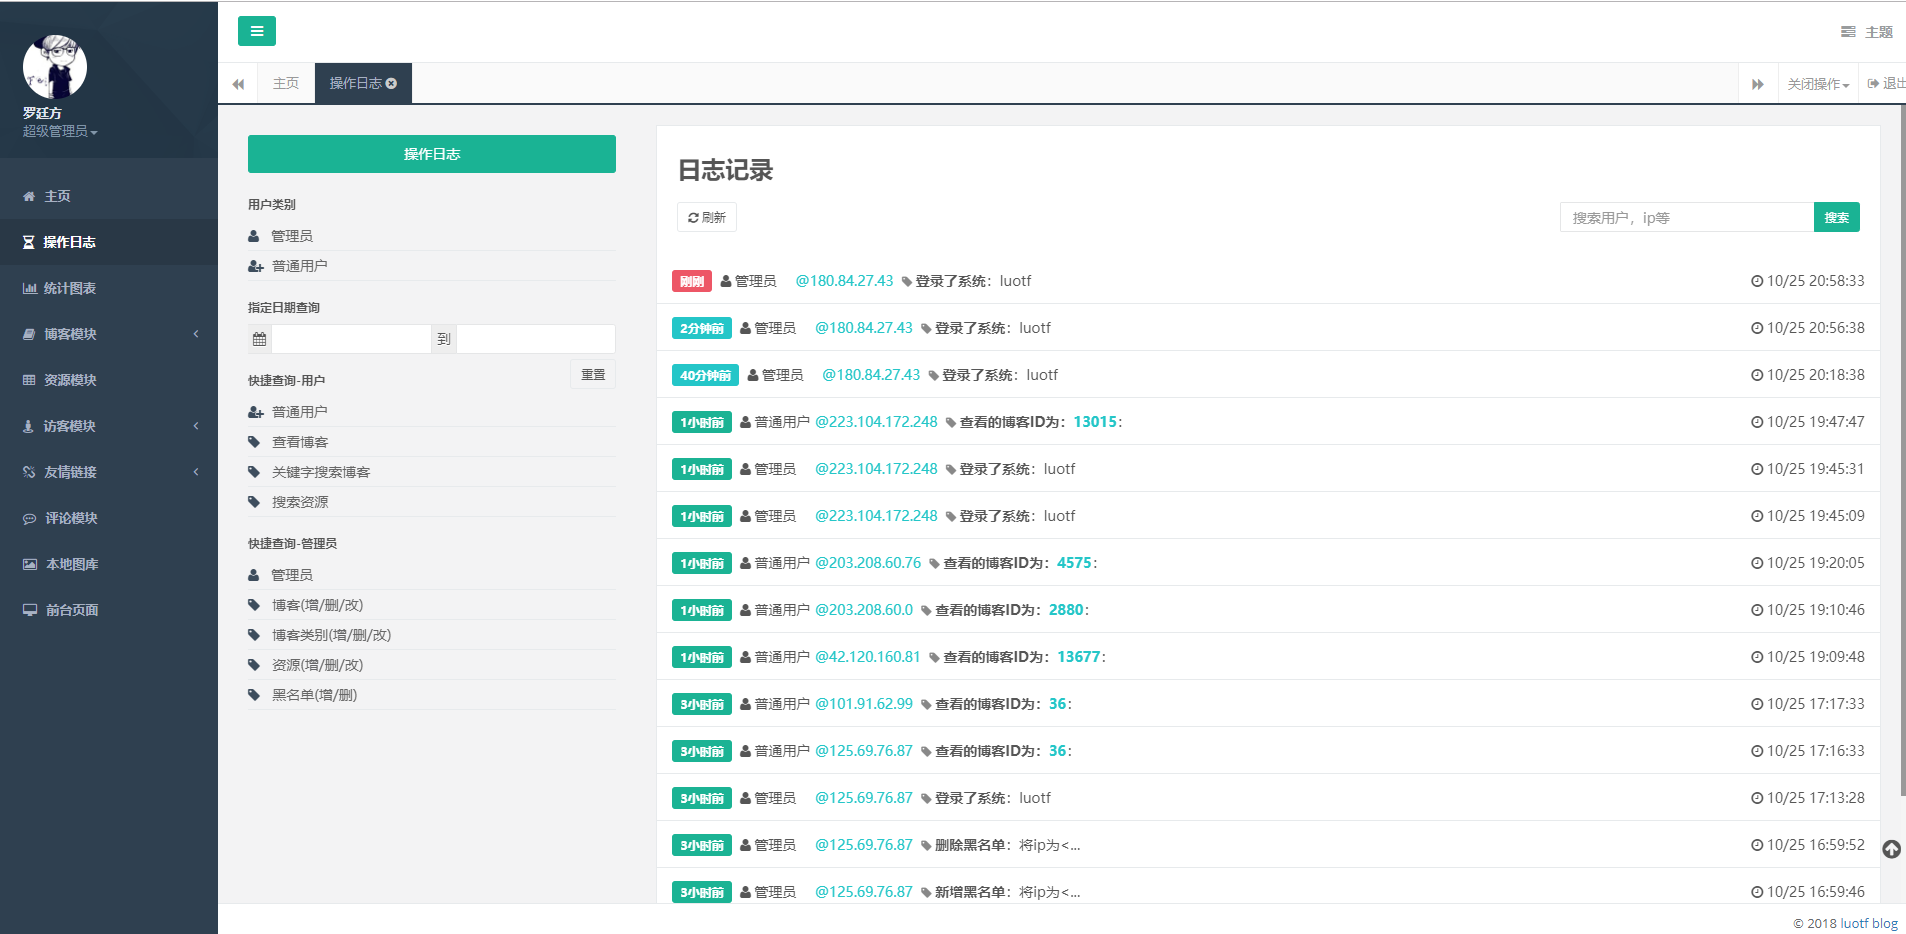 罗廷方
超级管理员
主页
操作日志
统计图表
博客模块
资源模块
访客模块
友情链接
评论模块
本地图库
前台页面
主题
主页
操作日志
关闭操作
退出
操作日志
用户类别
管理员
普通用户
指定日期查询
到
重置
快捷查询-用户
普通用户
查看博客
关键字搜索博客
搜索资源
快捷查询-管理员
管理员
博客(增/删/改)
博客类别(增/删/改)
资源(增/删/改)
黑名单(增/删)
日志记录
刷新
搜索用户，ip等 搜索
刚刚 管理员 @180.84.27.43 登录了系统：luotf 10/25 20:58:33
2分钟前 管理员 @180.84.27.43 登录了系统：luotf 10/25 20:56:38
40分钟前 管理员 @180.84.27.43 登录了系统：luotf 10/25 20:18:38
1小时前 普通用户 @223.104.172.248 查看的博客ID为：13015： 10/25 19:47:47
1小时前 管理员 @223.104.172.248 登录了系统：luotf 10/25 19:45:31
1小时前 管理员 @223.104.172.248 登录了系统：luotf 10/25 19:45:09
1小时前 普通用户 @203.208.60.76 查看的博客ID为：4575： 10/25 19:20:05
1小时前 普通用户 @203.208.60.0 查看的博客ID为：2880： 10/25 19:10:46
1小时前 普通用户 @42.120.160.81 查看的博客ID为：13677： 10/25 19:09:48
3小时前 普通用户 @101.91.62.99 查看的博客ID为：36： 10/25 17:17:33
3小时前 普通用户 @125.69.76.87 查看的博客ID为：36： 10/25 17:16:33
3小时前 管理员 @125.69.76.87 登录了系统：luotf 10/25 17:13:28
3小时前 管理员 @125.69.76.87 删除黑名单：将ip为<... 10/25 16:59:52
3小时前 管理员 @125.69.76.87 新增黑名单：将ip为<... 10/25 16:59:46
© 2018 luotf blog